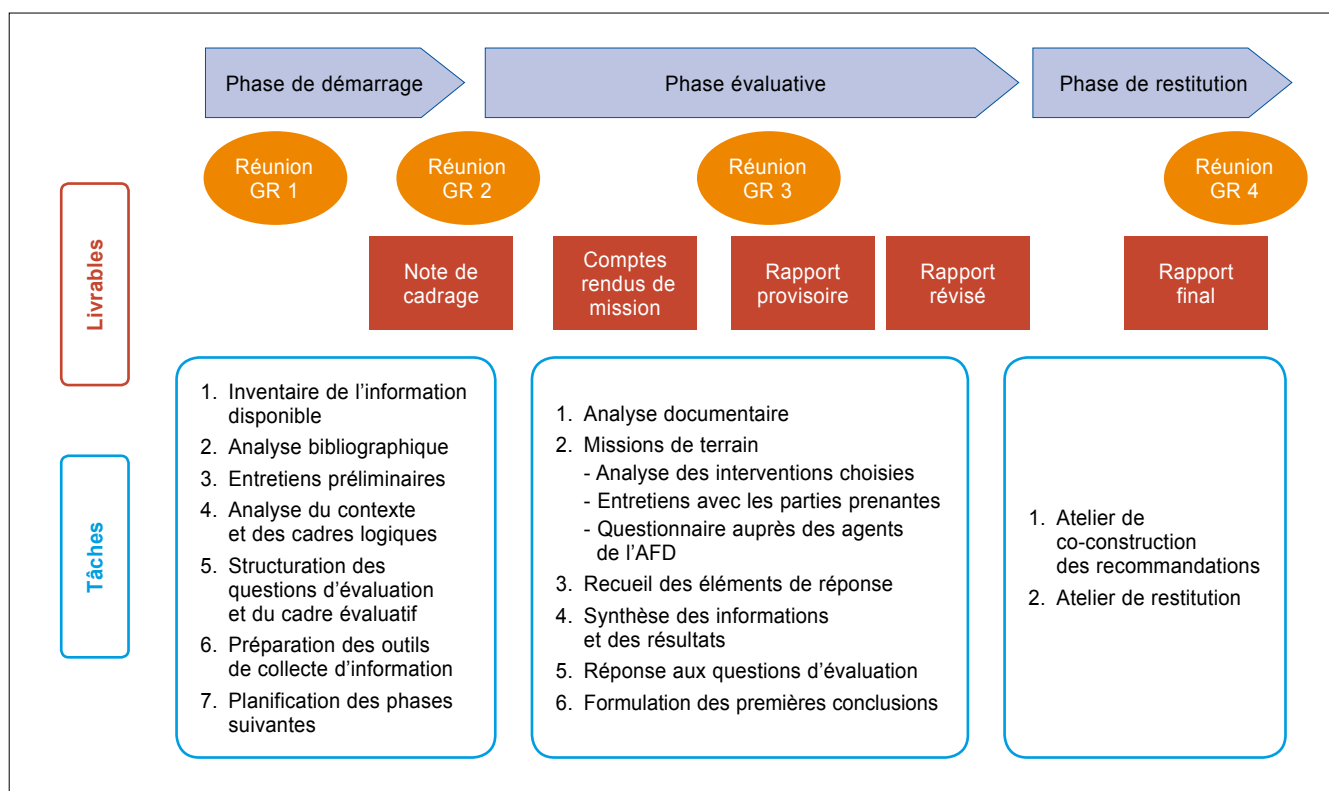 Phase de démarrage
Phase évaluative
Phase de restitution
Réunion
GR 1
Réunion
GR 2
Réunion
GR 3
Réunion
GR 4
Livrables
Note de
cadrage
Comptes
rendus de
mission
Rapport
provisoire
Rapport
révisé
Rapport
final
Tâches
1. Inventaire de l’information
disponible
2. Analyse bibliographique
3. Entretiens préliminaires
4. Analyse du contexte
et des cadres logiques
5. Structuration des
questions d’évaluation
et du cadre évaluatif
6. Préparation des outils
de collecte d’information
7. Planification des phases
suivantes
1. Analyse documentaire
2. Missions de terrain
- Analyse des interventions choisies
- Entretiens avec les parties prenantes
- Questionnaire auprès des agents
de l’AFD
3. Recueil des éléments de réponse
4. Synthèse des informations
et des résultats
5. Réponse aux questions d’évaluation
6. Formulation des premières conclusions
1. Atelier de
co-construction
des recommandations
2. Atelier de restitution